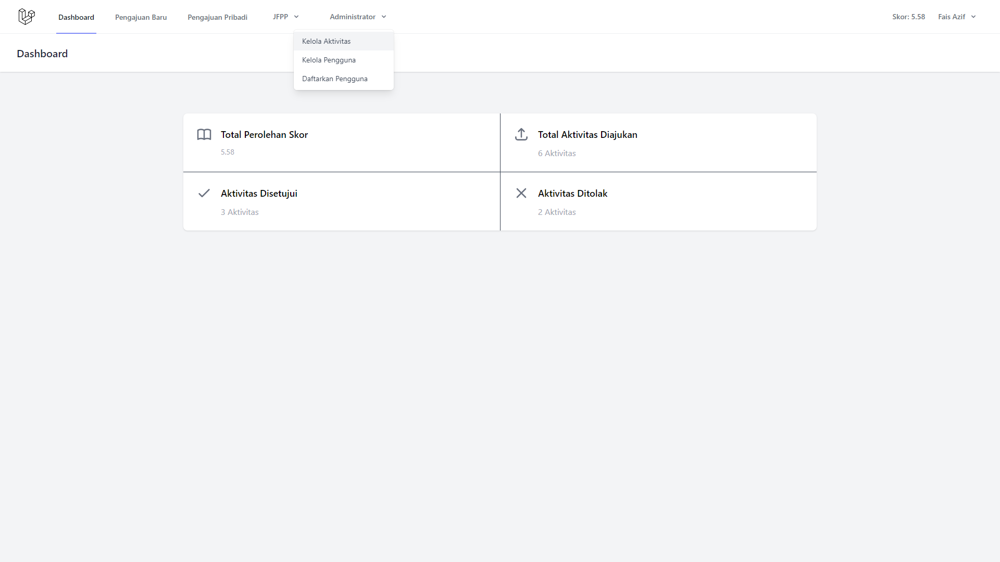 Dashboard
Pengajuan Baru
Pengajuan Pribadi
JFPP
Administrator
Skor: 5.58
Fais Azif
Kelola Aktivitas
Kelola Pengguna
Daftarkan Pengguna
Dashboard
Total Perolehan Skor
5.58
Total Aktivitas Diajukan
6 Aktivitas
Aktivitas Disetujui
3 Aktivitas
Aktivitas Ditolak
2 Aktivitas